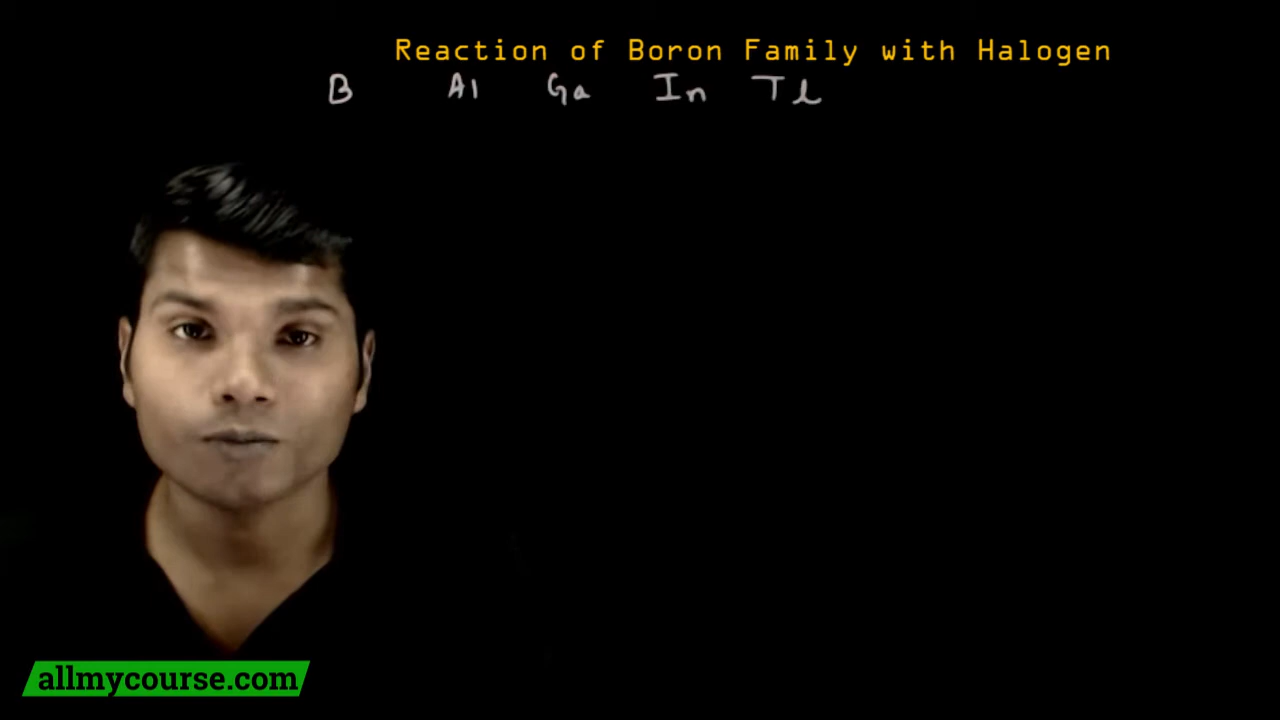 Reaction of Boron Family with Halogen
B Al Ga In Tl
allmycourse.com